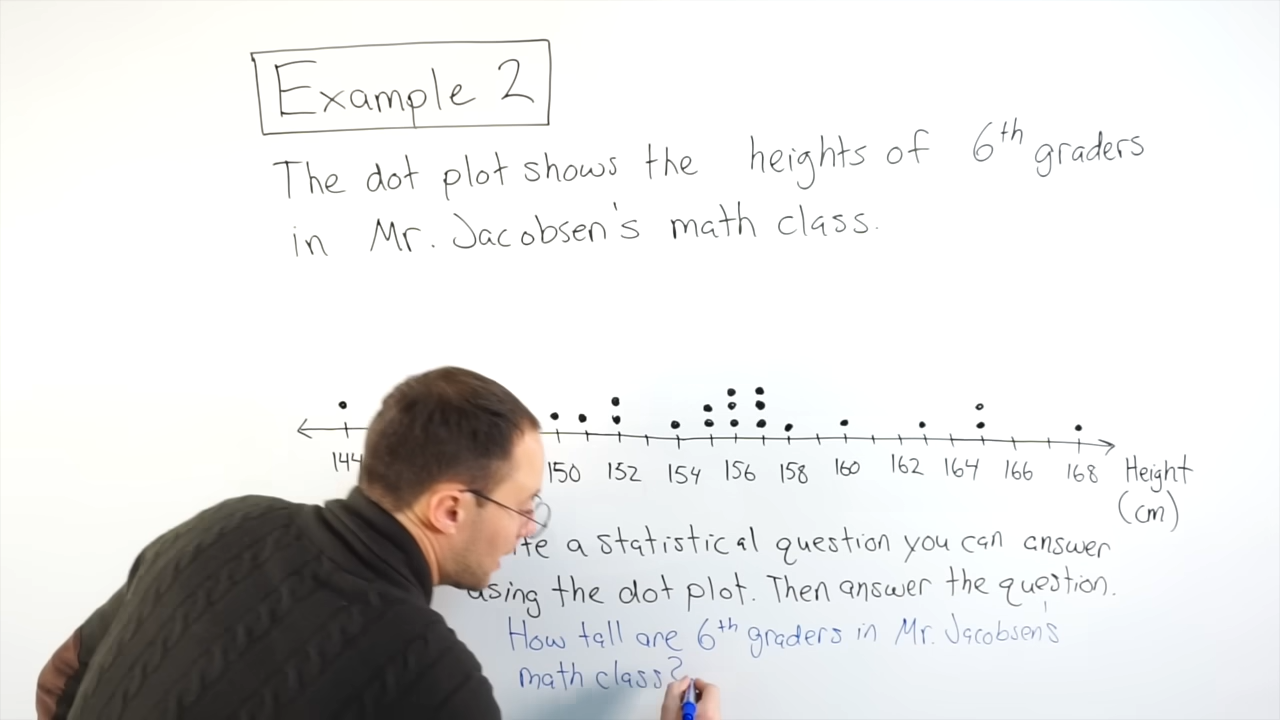 Example 2
The dot plot shows the heights of 6th graders
in Mr. Jacobsen's math class.
144 150 152 154 156 158 160 162 164 166 168 Height
(cm)
a statistical question you can answer
using the dot plot. Then answer the question.
How tall are 6th graders in Mr. Jacobsen's
math class?